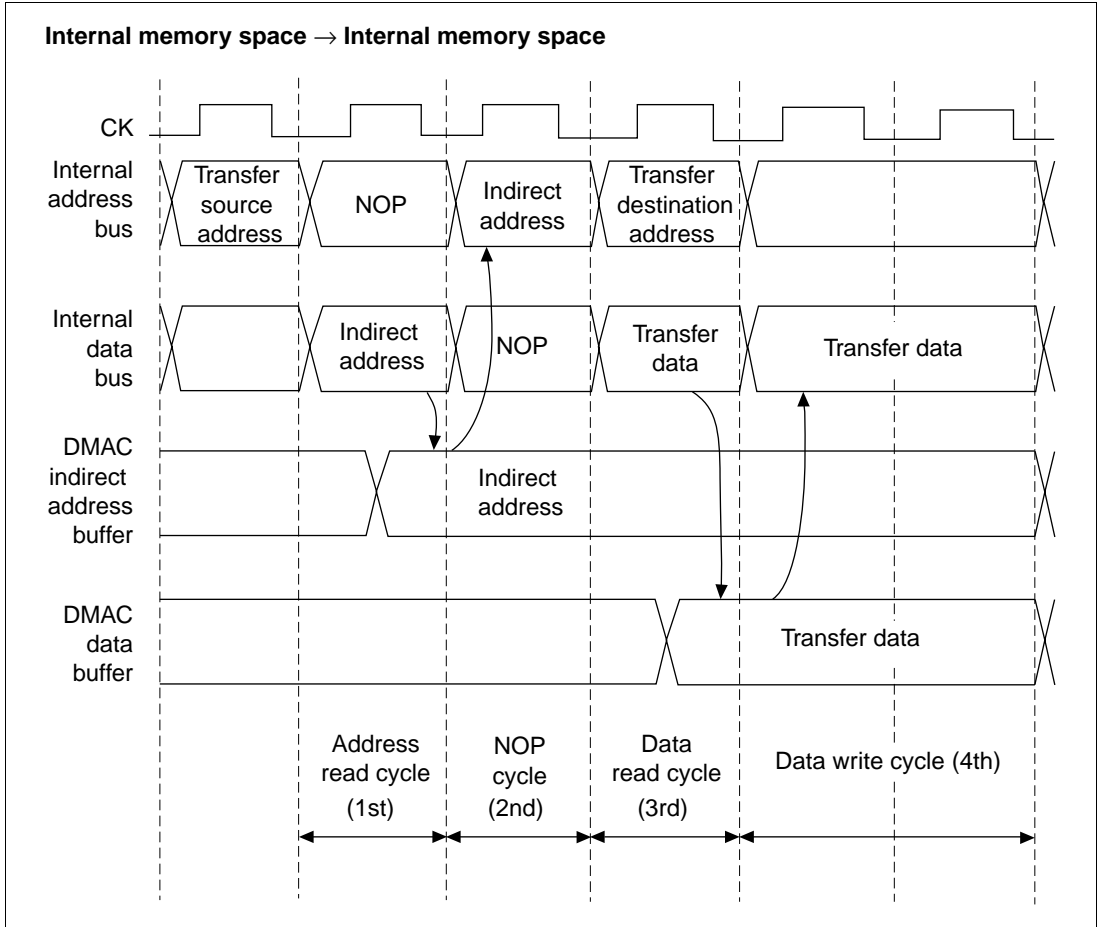 Internal memory space → Internal memory space
CK
Internal
address
bus
Transfer
source
address
NOP
Indirect
address
Transfer
destination
address
Internal
data
bus
Indirect
address
NOP
Transfer
data
Transfer data
DMAC
indirect
address
buffer
Indirect
address
DMAC
data
buffer
Transfer data
Address
read cycle
(1st)
NOP
cycle
(2nd)
Data
read cycle
(3rd)
Data write cycle (4th)